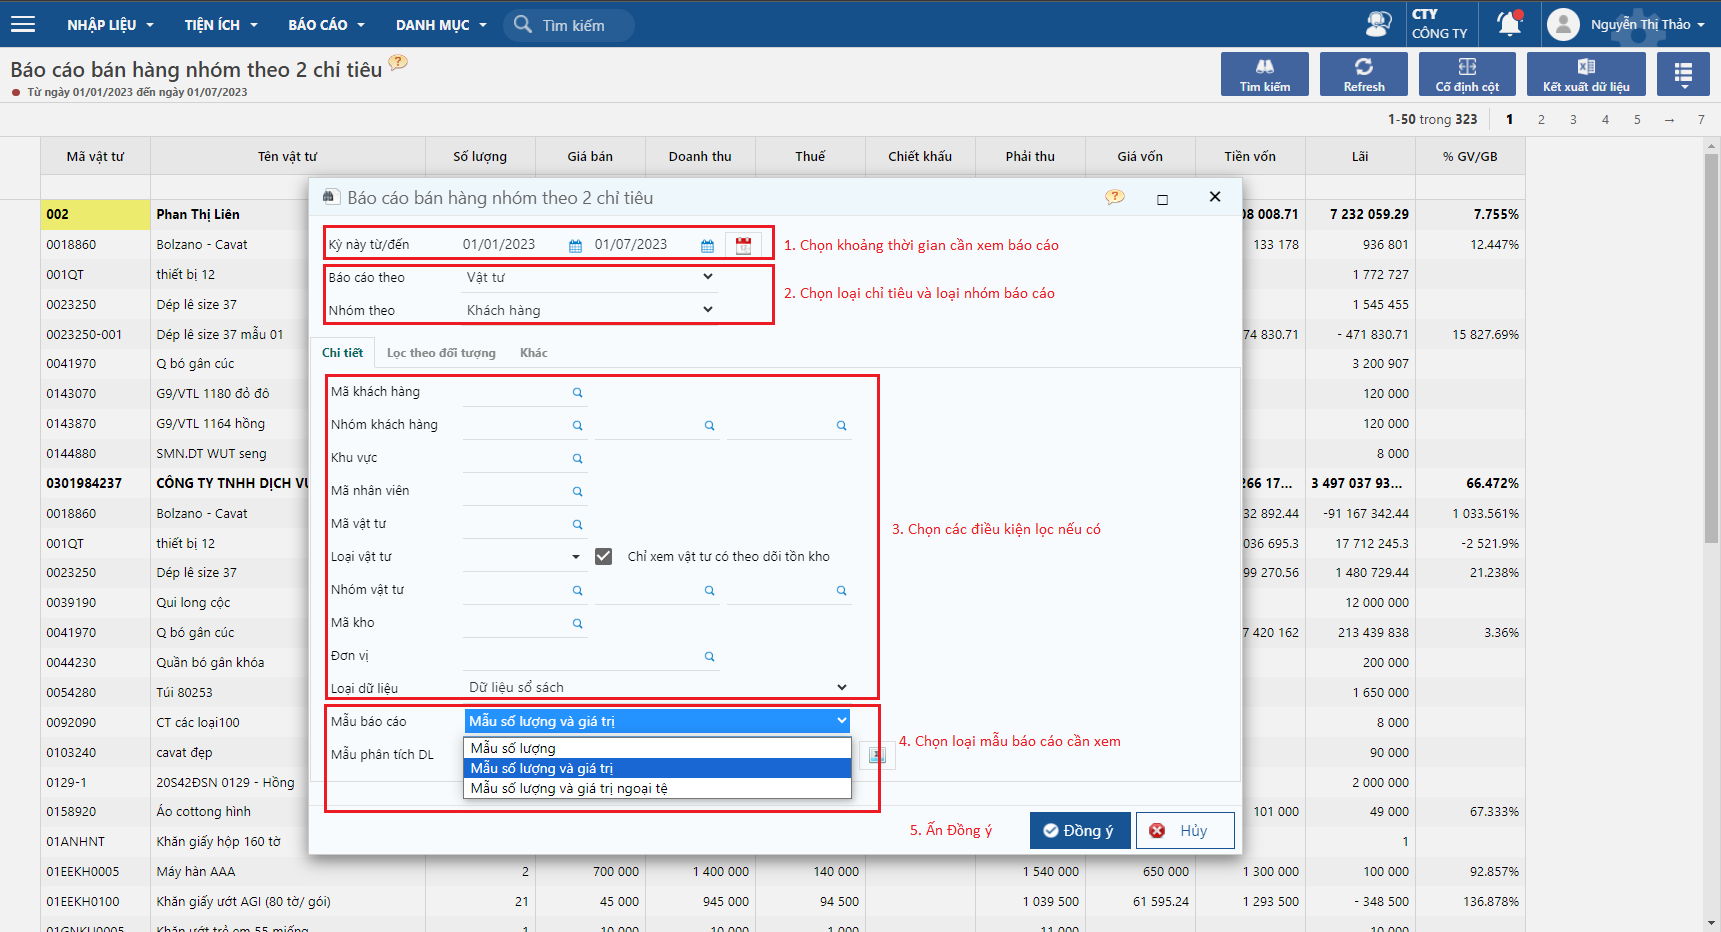 NHẬP LIỆU TIỆN ÍCH BÁO CÁO DANH MỤC Tìm kiếm CTY CÔNG TY Nguyễn Thị Thảo
Báo cáo bán hàng nhóm theo 2 chỉ tiêu
Từ ngày 01/01/2023 đến ngày 01/07/2023
Tìm kiếm Refresh Cố định cột Kết xuất dữ liệu
1-50 trong 323 1 2 3 4 5 → 7
Mã vật tư Tên vật tư Số lượng Giá bán Doanh thu Thuế Chiết khấu Phải thu Giá vốn Tiền vốn Lãi % GV/GB
Báo cáo bán hàng nhóm theo 2 chỉ tiêu
Kỳ này từ/đến 01/01/2023 01/07/2023
1. Chọn khoảng thời gian cần xem báo cáo
Báo cáo theo Vật tư
2. Chọn loại chỉ tiêu và loại nhóm báo cáo
Nhóm theo Khách hàng
Chi tiết Lọc theo đối tượng Khác
Mã khách hàng
Nhóm khách hàng
Khu vực
Mã nhân viên
Mã vật tư
3. Chọn các điều kiện lọc nếu có
Loại vật tư Chỉ xem vật tư có theo dõi tồn kho
Nhóm vật tư
Mã kho
Đơn vị
Loại dữ liệu Dữ liệu sổ sách
Mẫu báo cáo Mẫu số lượng và giá trị
4. Chọn loại mẫu báo cáo cần xem
Mẫu phân tích DL
Mẫu số lượng
Mẫu số lượng và giá trị
Mẫu số lượng và giá trị ngoại tệ
5. Ấn Đồng ý
Đồng ý Hủy
002 Phan Thị Liên 08 008.71 7 232 059.29 7.755%
0018860 Bolzano - Cavat 133 178 936 801 12.447%
001QT thiết bị 12 1 772 727
0023250 Dép lê size 37 1 545 455
0023250-001 Dép lê size 37 mẫu 01 74 830.71 - 471 830.71 15 827.69%
0041970 Q bó gân cúc 3 200 907
0143070 G9/VTL 1180 đỏ đô 120 000
0143870 G9/VTL 1164 hồng 120 000
0144880 SMN.DT WUT seng 8 000
0301984237 CÔNG TY TNHH DỊCH VỤ 266 17... 3 497 037 93... 66.472%
0018860 Bolzano - Cavat 32 892.44 -91 167 342.44 1 033.561%
001QT thiết bị 12 036 695.3 17 712 245.3 -2 521.9%
0023250 Dép lê size 37 99 270.56 1 480 729.44 21.238%
0039190 Qui long cộc 12 000 000
0041970 Q bó gân cúc 7 420 162 213 439 838 3.36%
0044230 Quần bó gân khóa 200 000
0054280 Túi 80253 1 650 000
0092090 CT các loại100 8 000
0103240 cavat đẹp 90 000
0129-1 20S42ĐSN 0129 - Hồng 2 000 000
0158920 Áo cottong hình 101 000 49 000 67.333%
01ANHNT Khăn giấy hộp 160 tờ 1
01EEKH0005 Máy hàn AAA 2 700 000 1 400 000 140 000 1 540 000 650 000 1 300 000 100 000 92.857%
01EEKH0100 Khăn giấy ướt AGI (80 tờ/ gói) 21 45 000 945 000 94 500 1 039 500 61 595.24 1 293 500 - 348 500 136.878%
01GNKU0005 Khăn ướt trẻ em 55 miếng 1 10 000 10 000 1 000 11 000 10 000